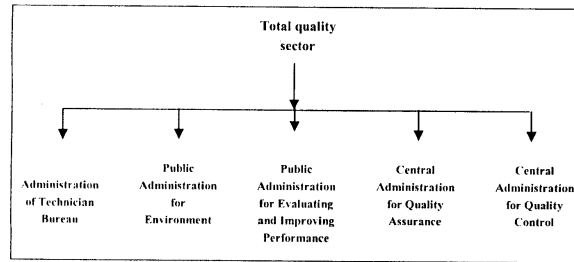 Total quality
sector
Administration
of Technician
Bureau
Public
Administration
for
Environment
Public
Administration
for Evaluating
and Improving
Performance
Central
Administration
for Quality
Assurance
Central
Administration
for Quality
Control